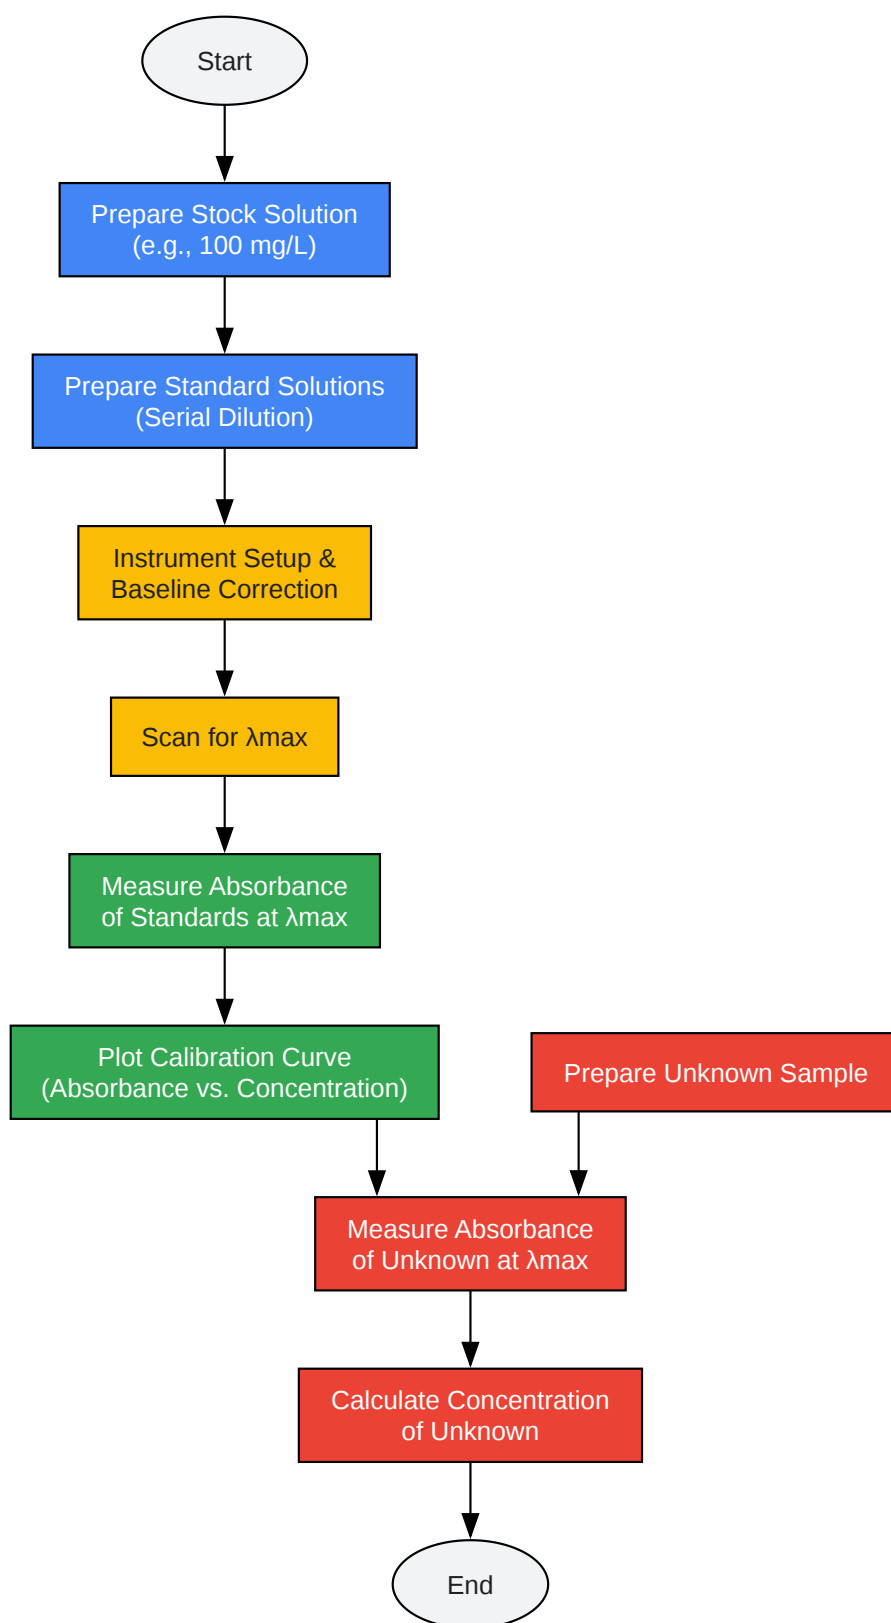 Start
Prepare Stock Solution
(e.g., 100 mg/L)
Prepare Standard Solutions
(Serial Dilution)
Instrument Setup &
Baseline Correction
Scan for λmax
Measure Absorbance
of Standards at λmax
Plot Calibration Curve
(Absorbance vs. Concentration)
Prepare Unknown Sample
Measure Absorbance
of Unknown at λmax
Calculate Concentration
of Unknown
End